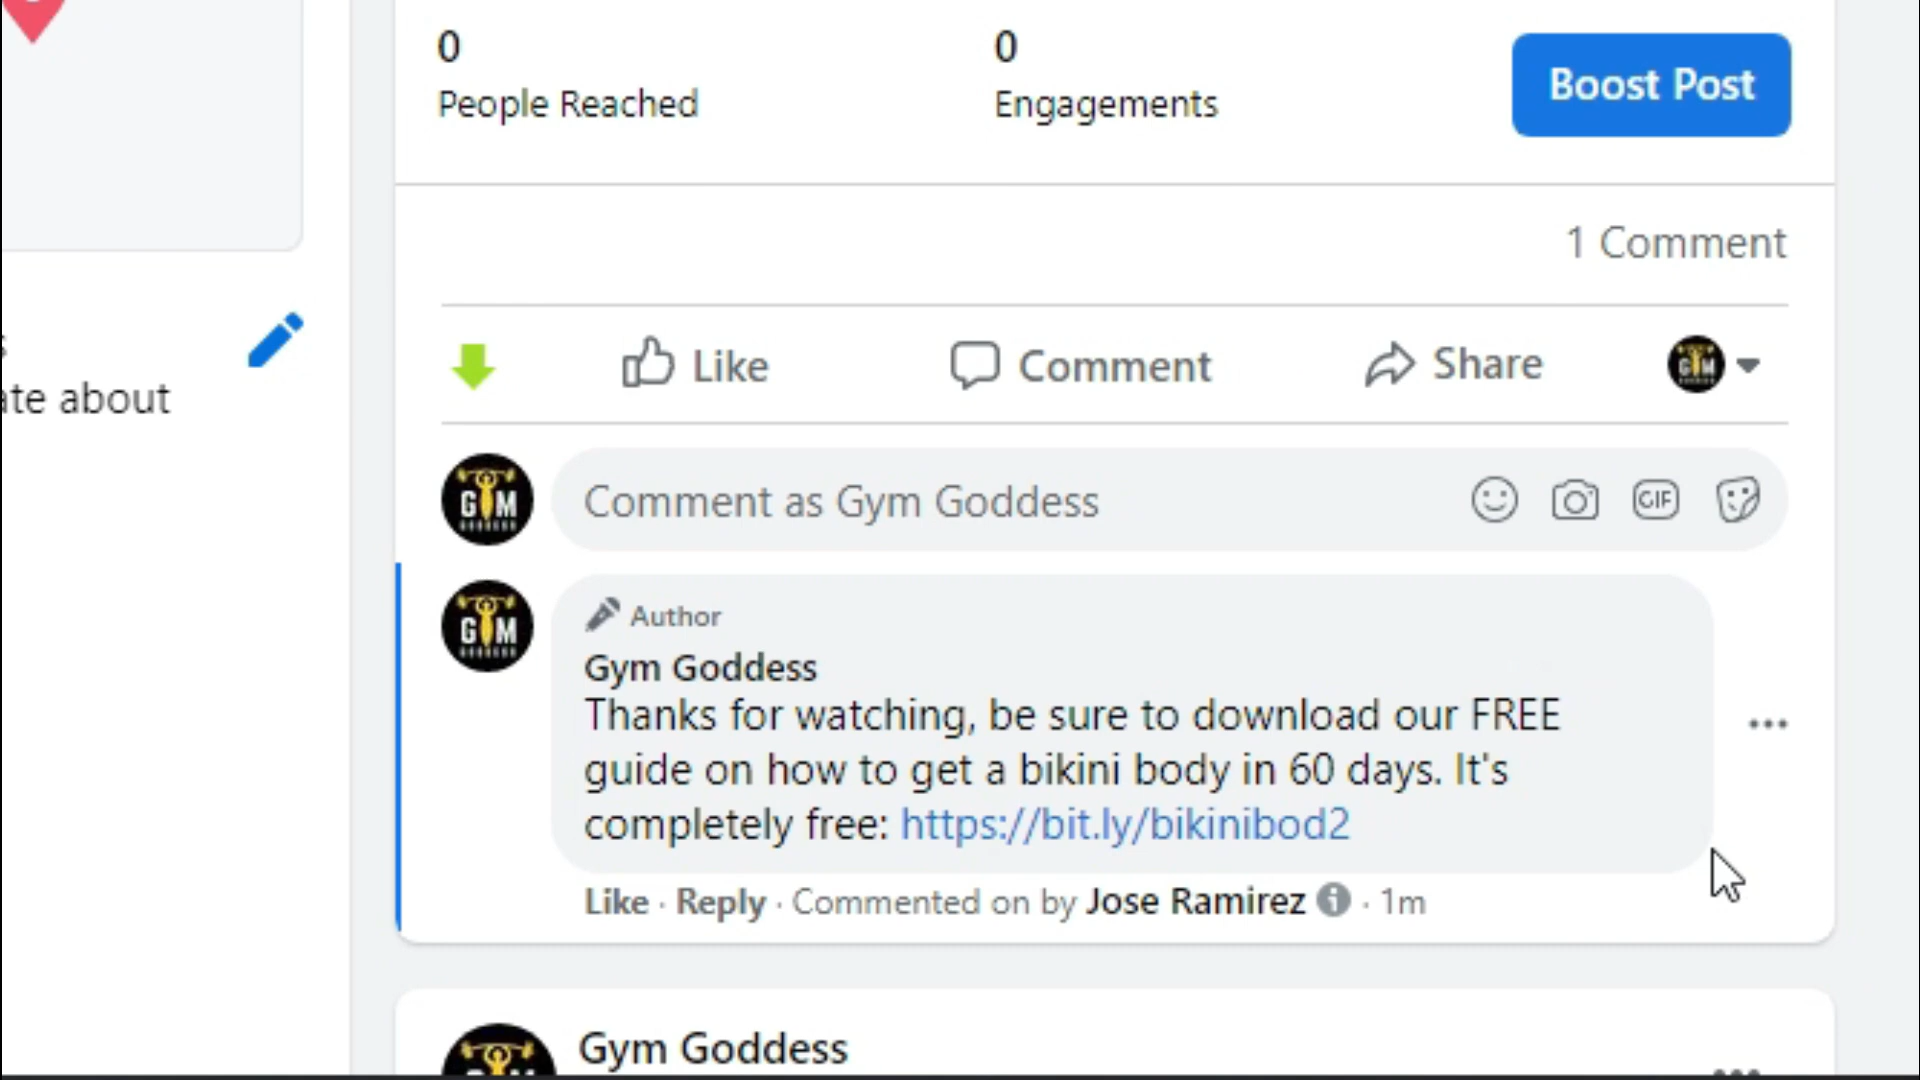 0
People Reached
0
Engagements
Boost Post
1 Comment
ate about
Like
Comment
Share
GYM
Comment as Gym Goddess
GIF
GYM
Author
Gym Goddess
Thanks for watching, be sure to download our FREE
guide on how to get a bikini body in 60 days. It's
completely free: https://bit.ly/bikinibod2
Like · Reply · Commented on by Jose Ramirez · 1m
Gym Goddess